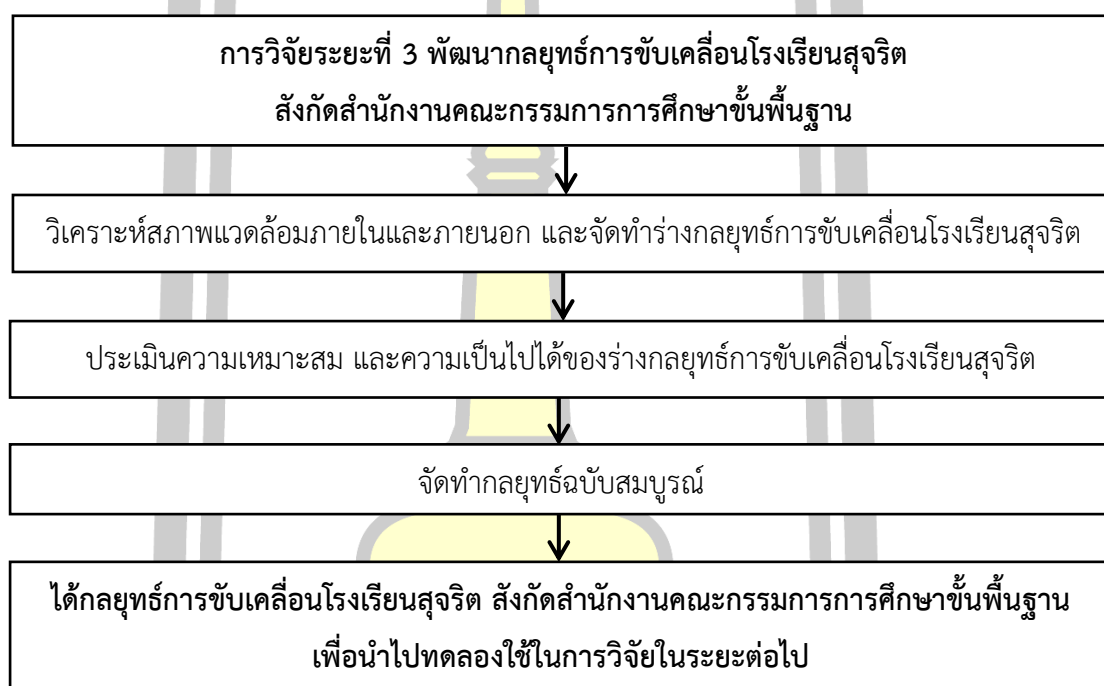 การวิจัยระยะที่ 3 พัฒนากลยุทธ์การขับเคลื่อนโรงเรียนสุจริต
สังกัดสำนักงานคณะกรรมการการศึกษาขั้นพื้นฐาน
วิเคราะห์สภาพแวดล้อมภายในและภายนอก และจัดทำร่างกลยุทธ์การขับเคลื่อนโรงเรียนสุจริต
ประเมินความเหมาะสม และความเป็นไปได้ของร่างกลยุทธ์การขับเคลื่อนโรงเรียนสุจริต
จัดทำกลยุทธ์ฉบับสมบูรณ์
ได้กลยุทธ์การขับเคลื่อนโรงเรียนสุจริต สังกัดสำนักงานคณะกรรมการการศึกษาขั้นพื้นฐาน
เพื่อนำไปทดลองใช้ในการวิจัยในระยะต่อไป